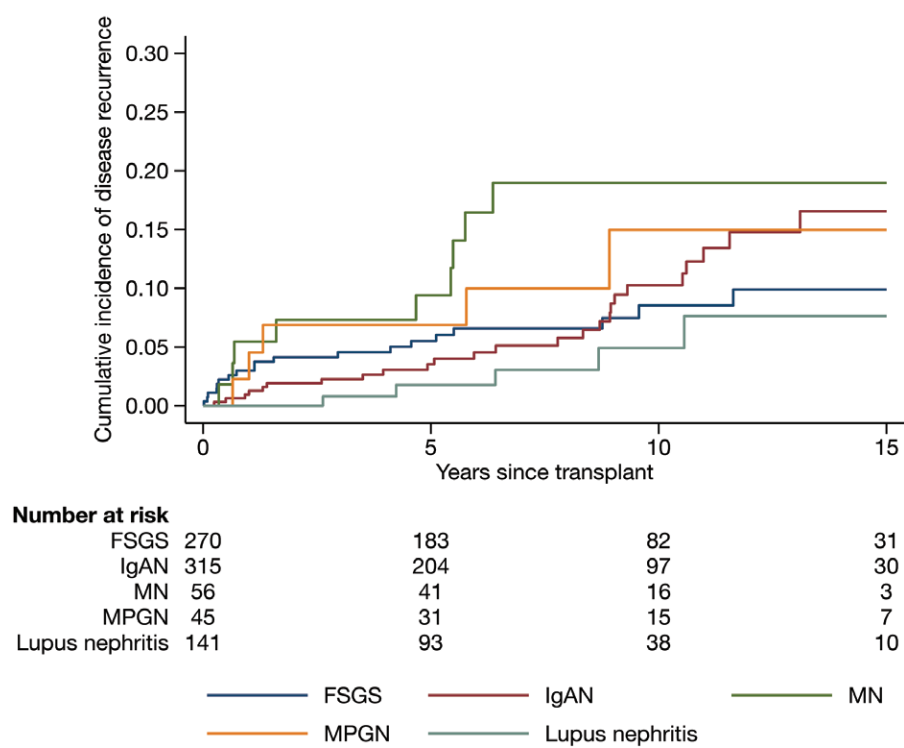 Cumulative incidence of disease recurrence
0.30
0.25
0.20
0.15
0.10
0.05
0.00
0 5 10 15
Years since transplant
Number at risk
FSGS 270 183 82 31
IgAN 315 204 97 30
MN 56 41 16 3
MPGN 45 31 15 7
Lupus nephritis 141 93 38 10
FSGS IgAN MN
MPGN Lupus nephritis